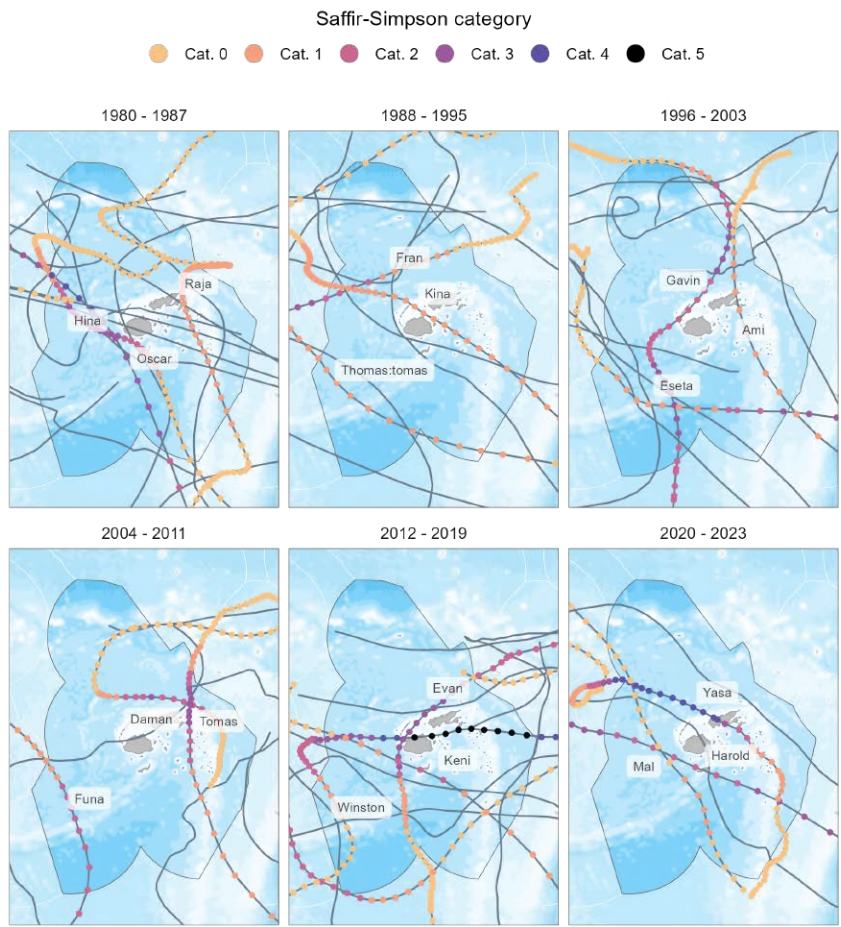 Saffir-Simpson category
Cat. 0 Cat. 1 Cat. 2 Cat. 3 Cat. 4 Cat. 5
1980 - 1987 1988 - 1995 1996 - 2003
Raja
Hina
Oscar
Fran
Kina
Thomas:tomas
Gavin
Ami
Eseta
2004 - 2011 2012 - 2019 2020 - 2023
Daman
Tomas
Funa
Evan
Keni
Winston
Yasa
Harold
Mal